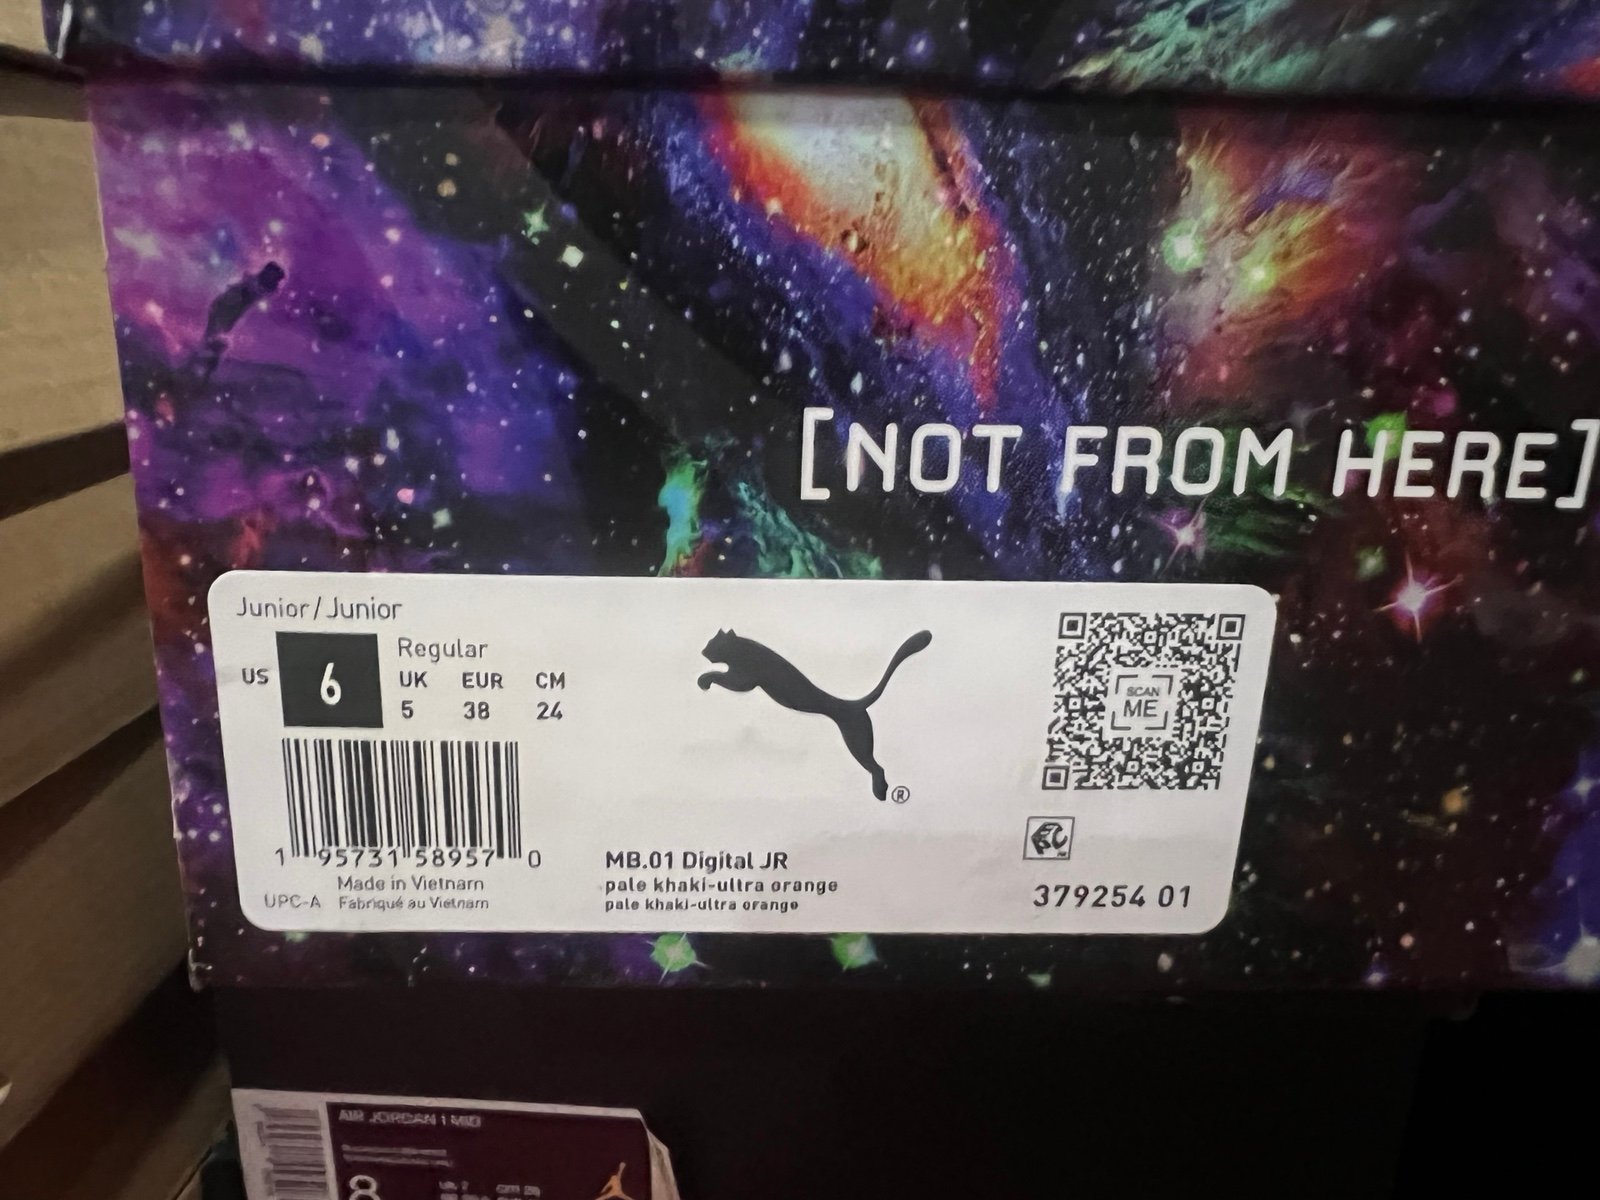 [NOT FROM HERE]
Junior/Junior
US 6 Regular
UK EUR CM
5 38 24
SCAN
ME
®
1 95731 58957 0
Made in Vietnam
UPC-A Fabriqué au Vietnam
MB.01 Digital JR
pale khaki-ultra orange
pale khaki-ultra orange
379254 01
AIR JORDAN 1 MID
8